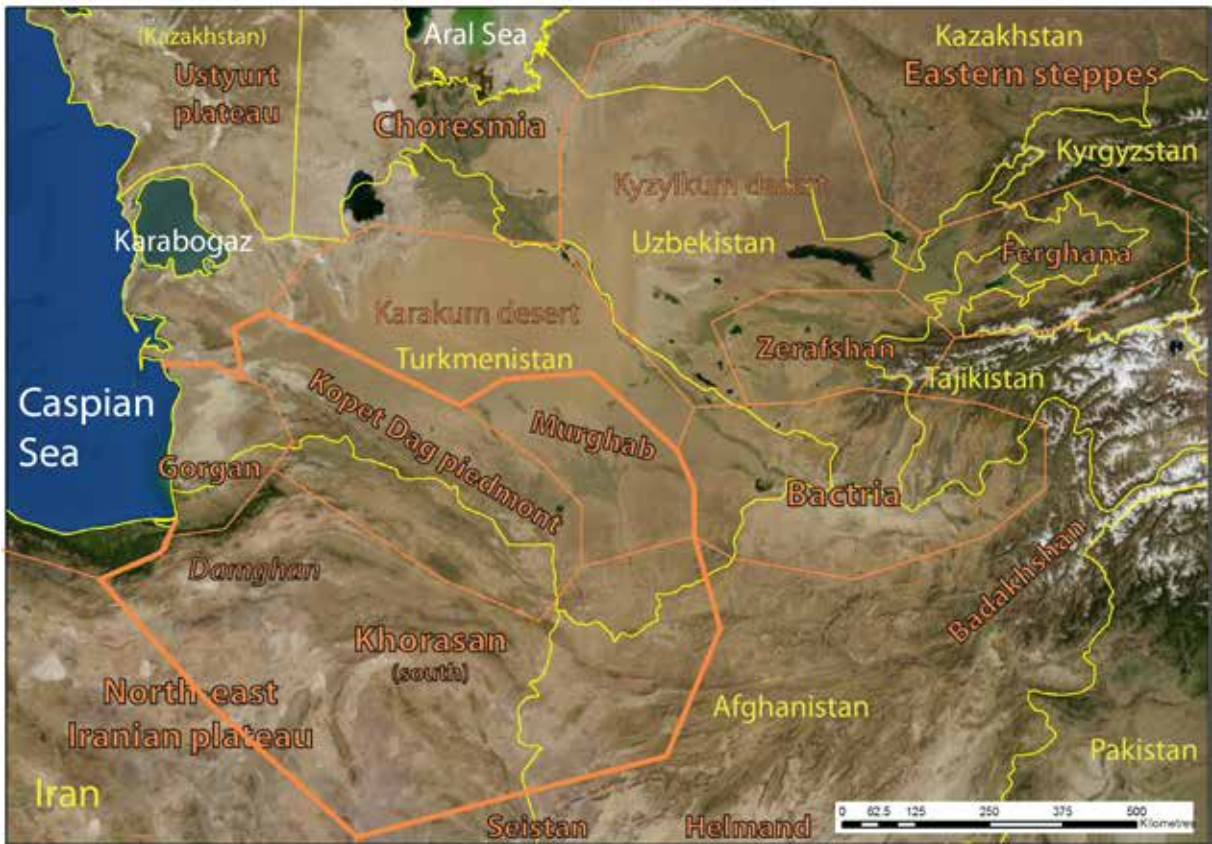 (Kazakhstan)
Aral Sea
Kazakhstan
Ustyurt
plateau
Eastern steppes
Choresmia
Kyrgyzstan
Kyzylkum desert
Karabogaz
Uzbekistan
Ferghana
Karakum desert
Turkmenistan
Zerafshan
Tajikistan
Caspian
Sea
Kopet Dag piedmont
Murghab
Gorgan
Bactria
Damghan
Badakhshan
Khorasan
(south)
North-east
Iranian plateau
Afghanistan
Pakistan
Iran
0 62.5 125 250 375 500
Kilometres
Seistan
Helmand